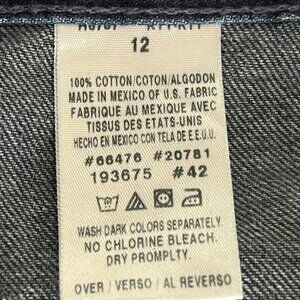 12
100% COTTON/COTON/ALGODON
MADE IN MEXICO OF U.S. FABRIC
FABRIQUE AU MEXIQUE AVEC
TISSUS DES ETATS-UNIS
HECHO EN MEXICO CON TELA DE E.E.U.U.
#66476 #20781
193675 #42
WASH DARK COLORS SEPARATELY
NO CHLORINE BLEACH.
DRY PROMPLTY.
OVER / VERSO / AL REVERSO